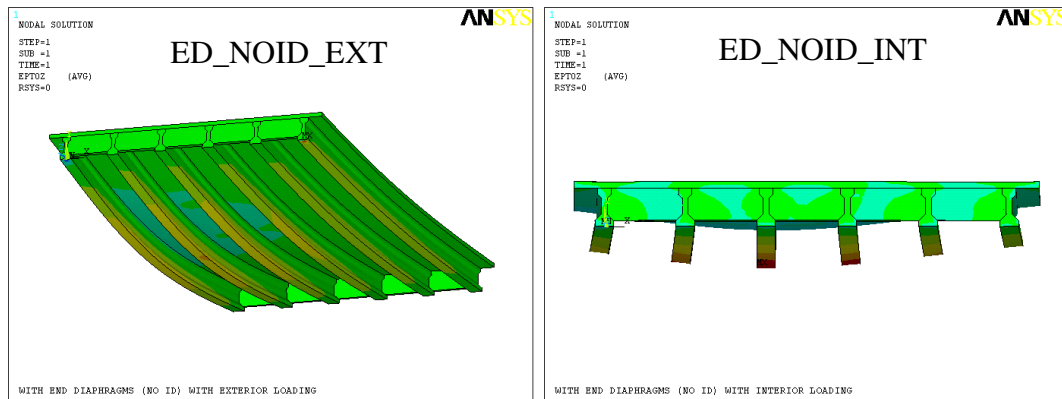 1
ANSYS
NODAL SOLUTION
STEP=1
SUB =1
TIME=1
EPTOZ (AVG)
RSYS=0
ED_NOID_EXT
MX
Y
WITH END DIAPHRAGMS (NO ID) WITH EXTERIOR LOADING
1
ANSYS
NODAL SOLUTION
STEP=1
SUB =1
TIME=1
EPTOZ (AVG)
RSYS=0
ED_NOID_INT
X
WITH END DIAPHRAGMS (NO ID) WITH INTERIOR LOADING